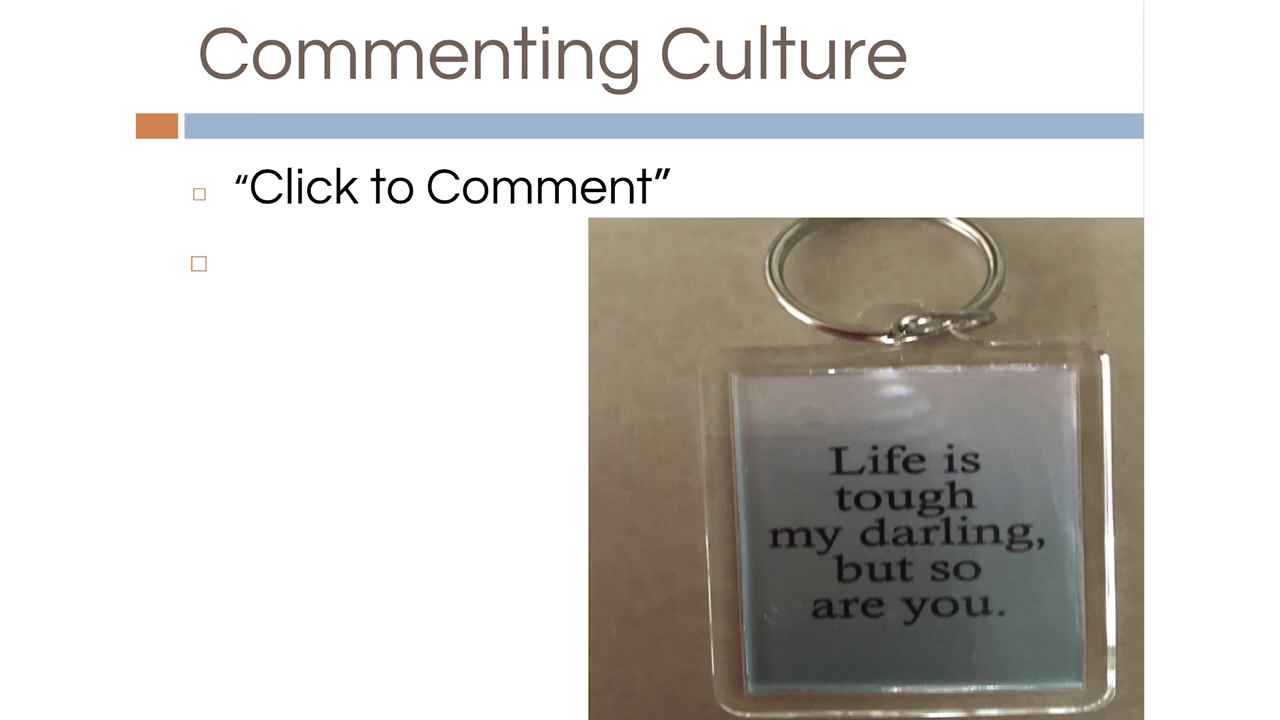 Commenting Culture
“Click to Comment”
Life is
tough
my darling,
but so
are you.